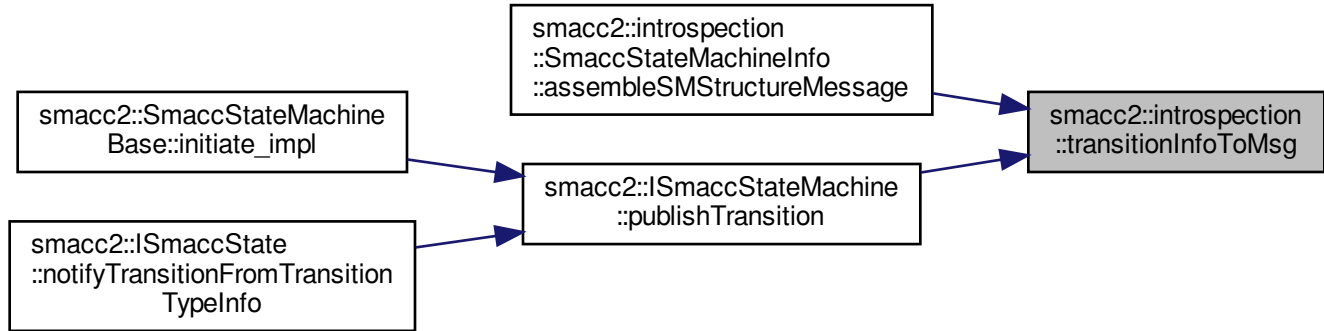 smacc2::introspection
::SmaccStateMachineInfo
::assembleSMStructureMessage
smacc2::SmaccStateMachine
Base::initiate_impl
smacc2::introspection
::transitionInfoToMsg
smacc2::ISmaccStateMachine
::publishTransition
smacc2::ISmaccState
::notifyTransitionFromTransition
TypeInfo